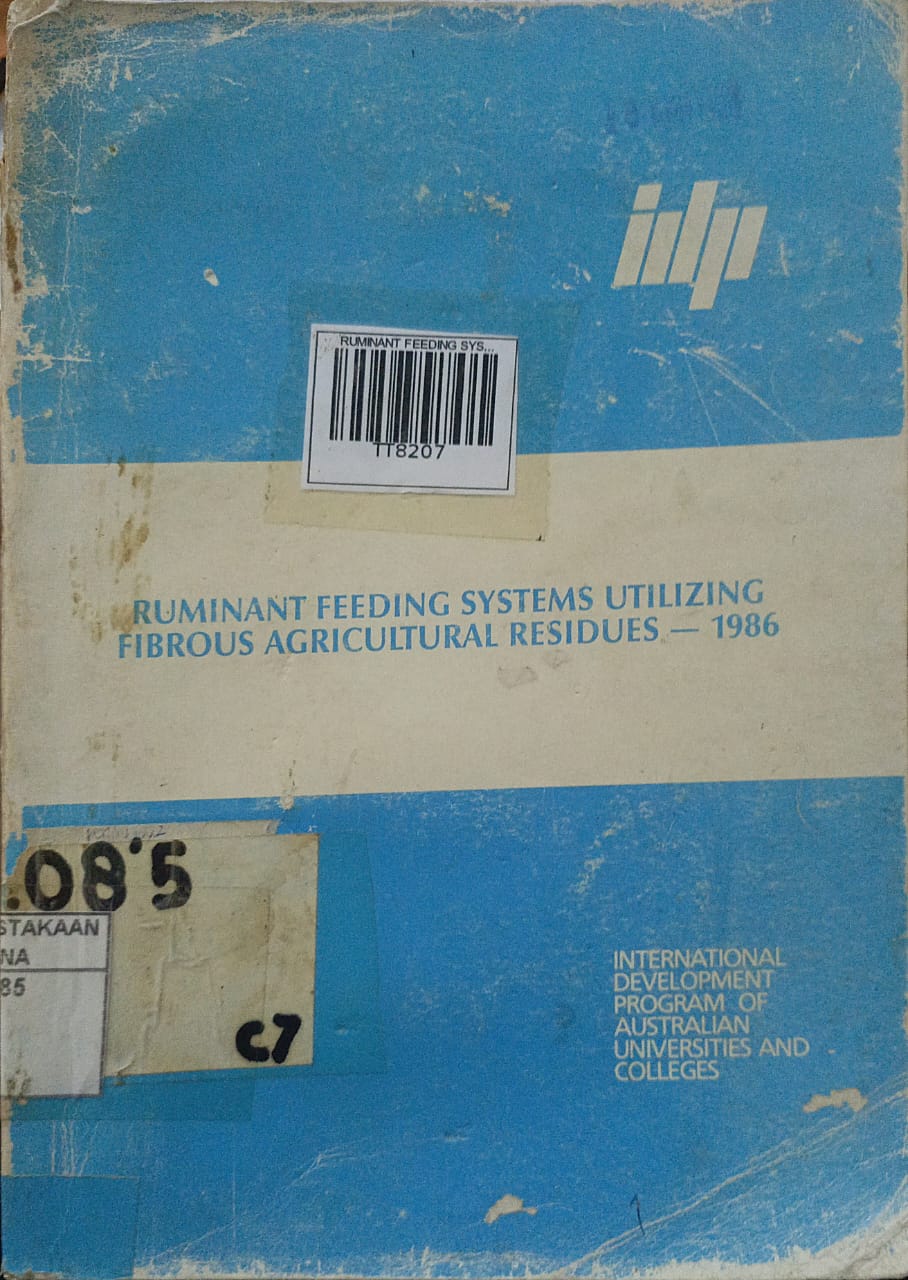 idp
RUMINANT FEEDING SYS...
TT8207
RUMINANT FEEDING SYSTEMS UTILIZING
FIBROUS AGRICULTURAL RESIDUES — 1986
.08'5
STAKAAN
NA
85
C7
INTERNATIONAL
DEVELOPMENT
PROGRAM OF
AUSTRALIAN
UNIVERSITIES AND
COLLEGES